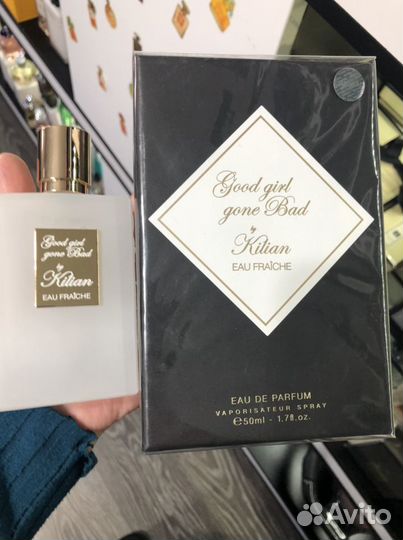 Good girl
gone Bad
by
Kilian
EAU FRAÎCHE
Good girl
gone Bad
by
Kilian
EAU FRAÎCHE
EAU DE PARFUM
VAPORISATEUR SPRAY
℮50ml - 1.7fl.oz.
Avito